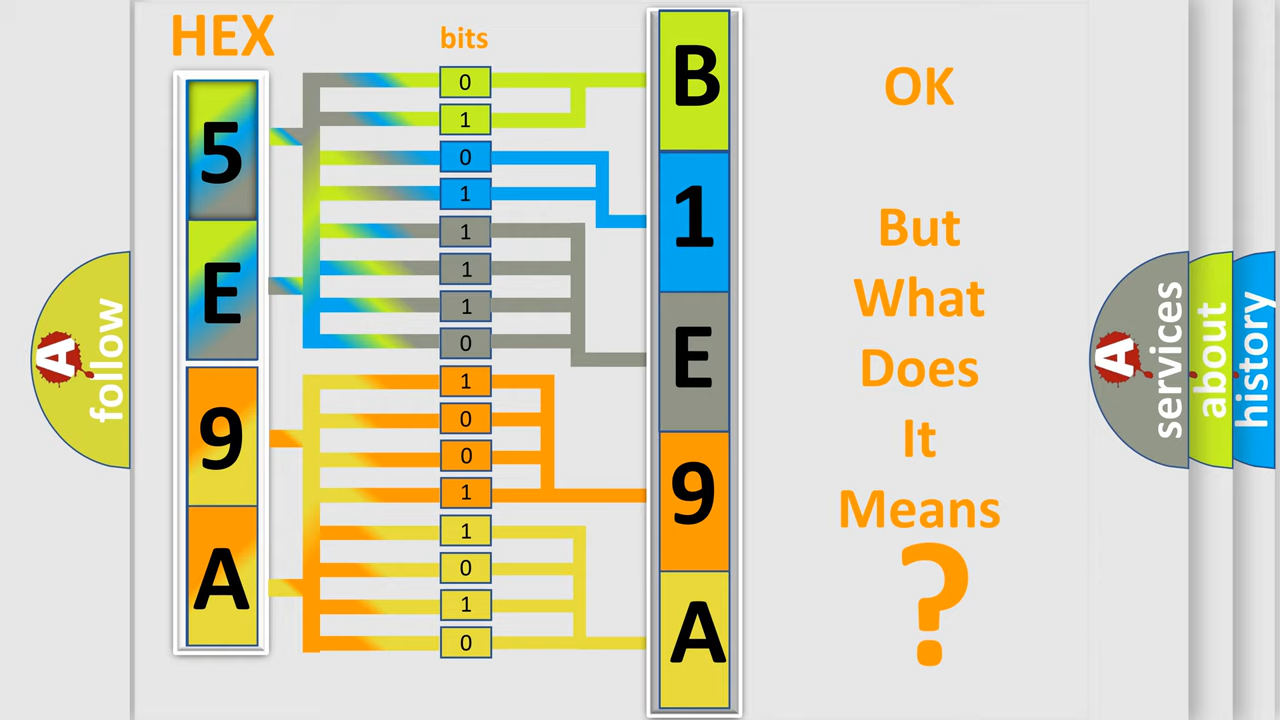 HEX
bits
5
E
9
A
0
1
0
1
1
1
1
0
1
0
0
1
1
0
1
0
B
1
E
9
A
OK
But
What
Does
It
Means
?
A
follow
A
services
about
history